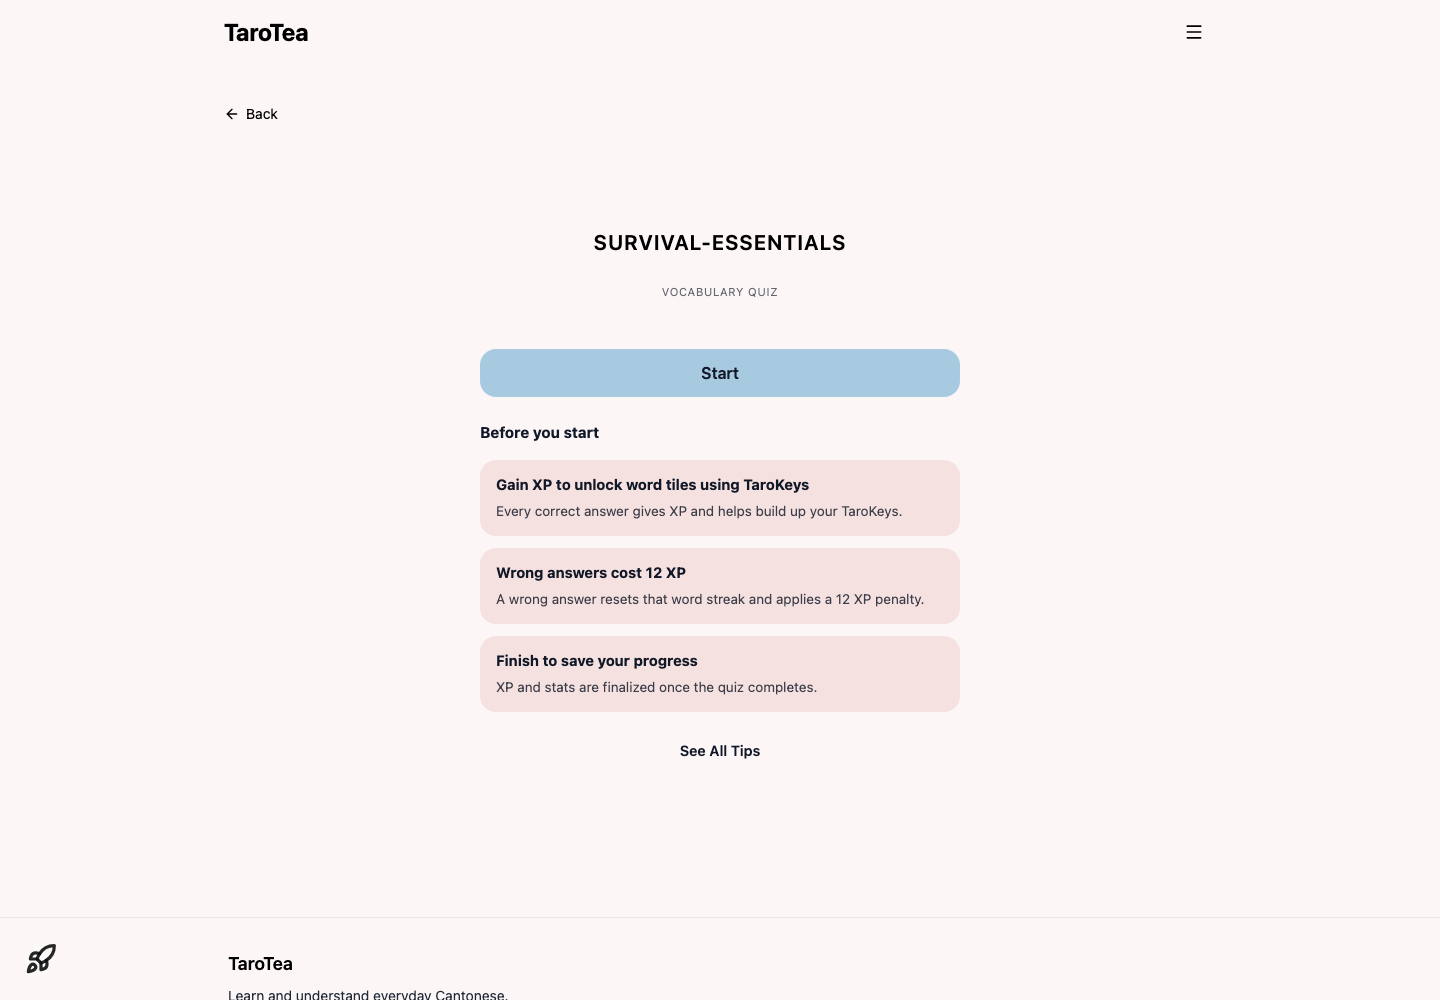 TaroTea
Back
SURVIVAL-ESSENTIALS
VOCABULARY QUIZ
Start
Before you start
Gain XP to unlock word tiles using TaroKeys
Every correct answer gives XP and helps build up your TaroKeys.
Wrong answers cost 12 XP
A wrong answer resets that word streak and applies a 12 XP penalty.
Finish to save your progress
XP and stats are finalized once the quiz completes.
See All Tips
TaroTea
Learn and understand everyday Cantonese.